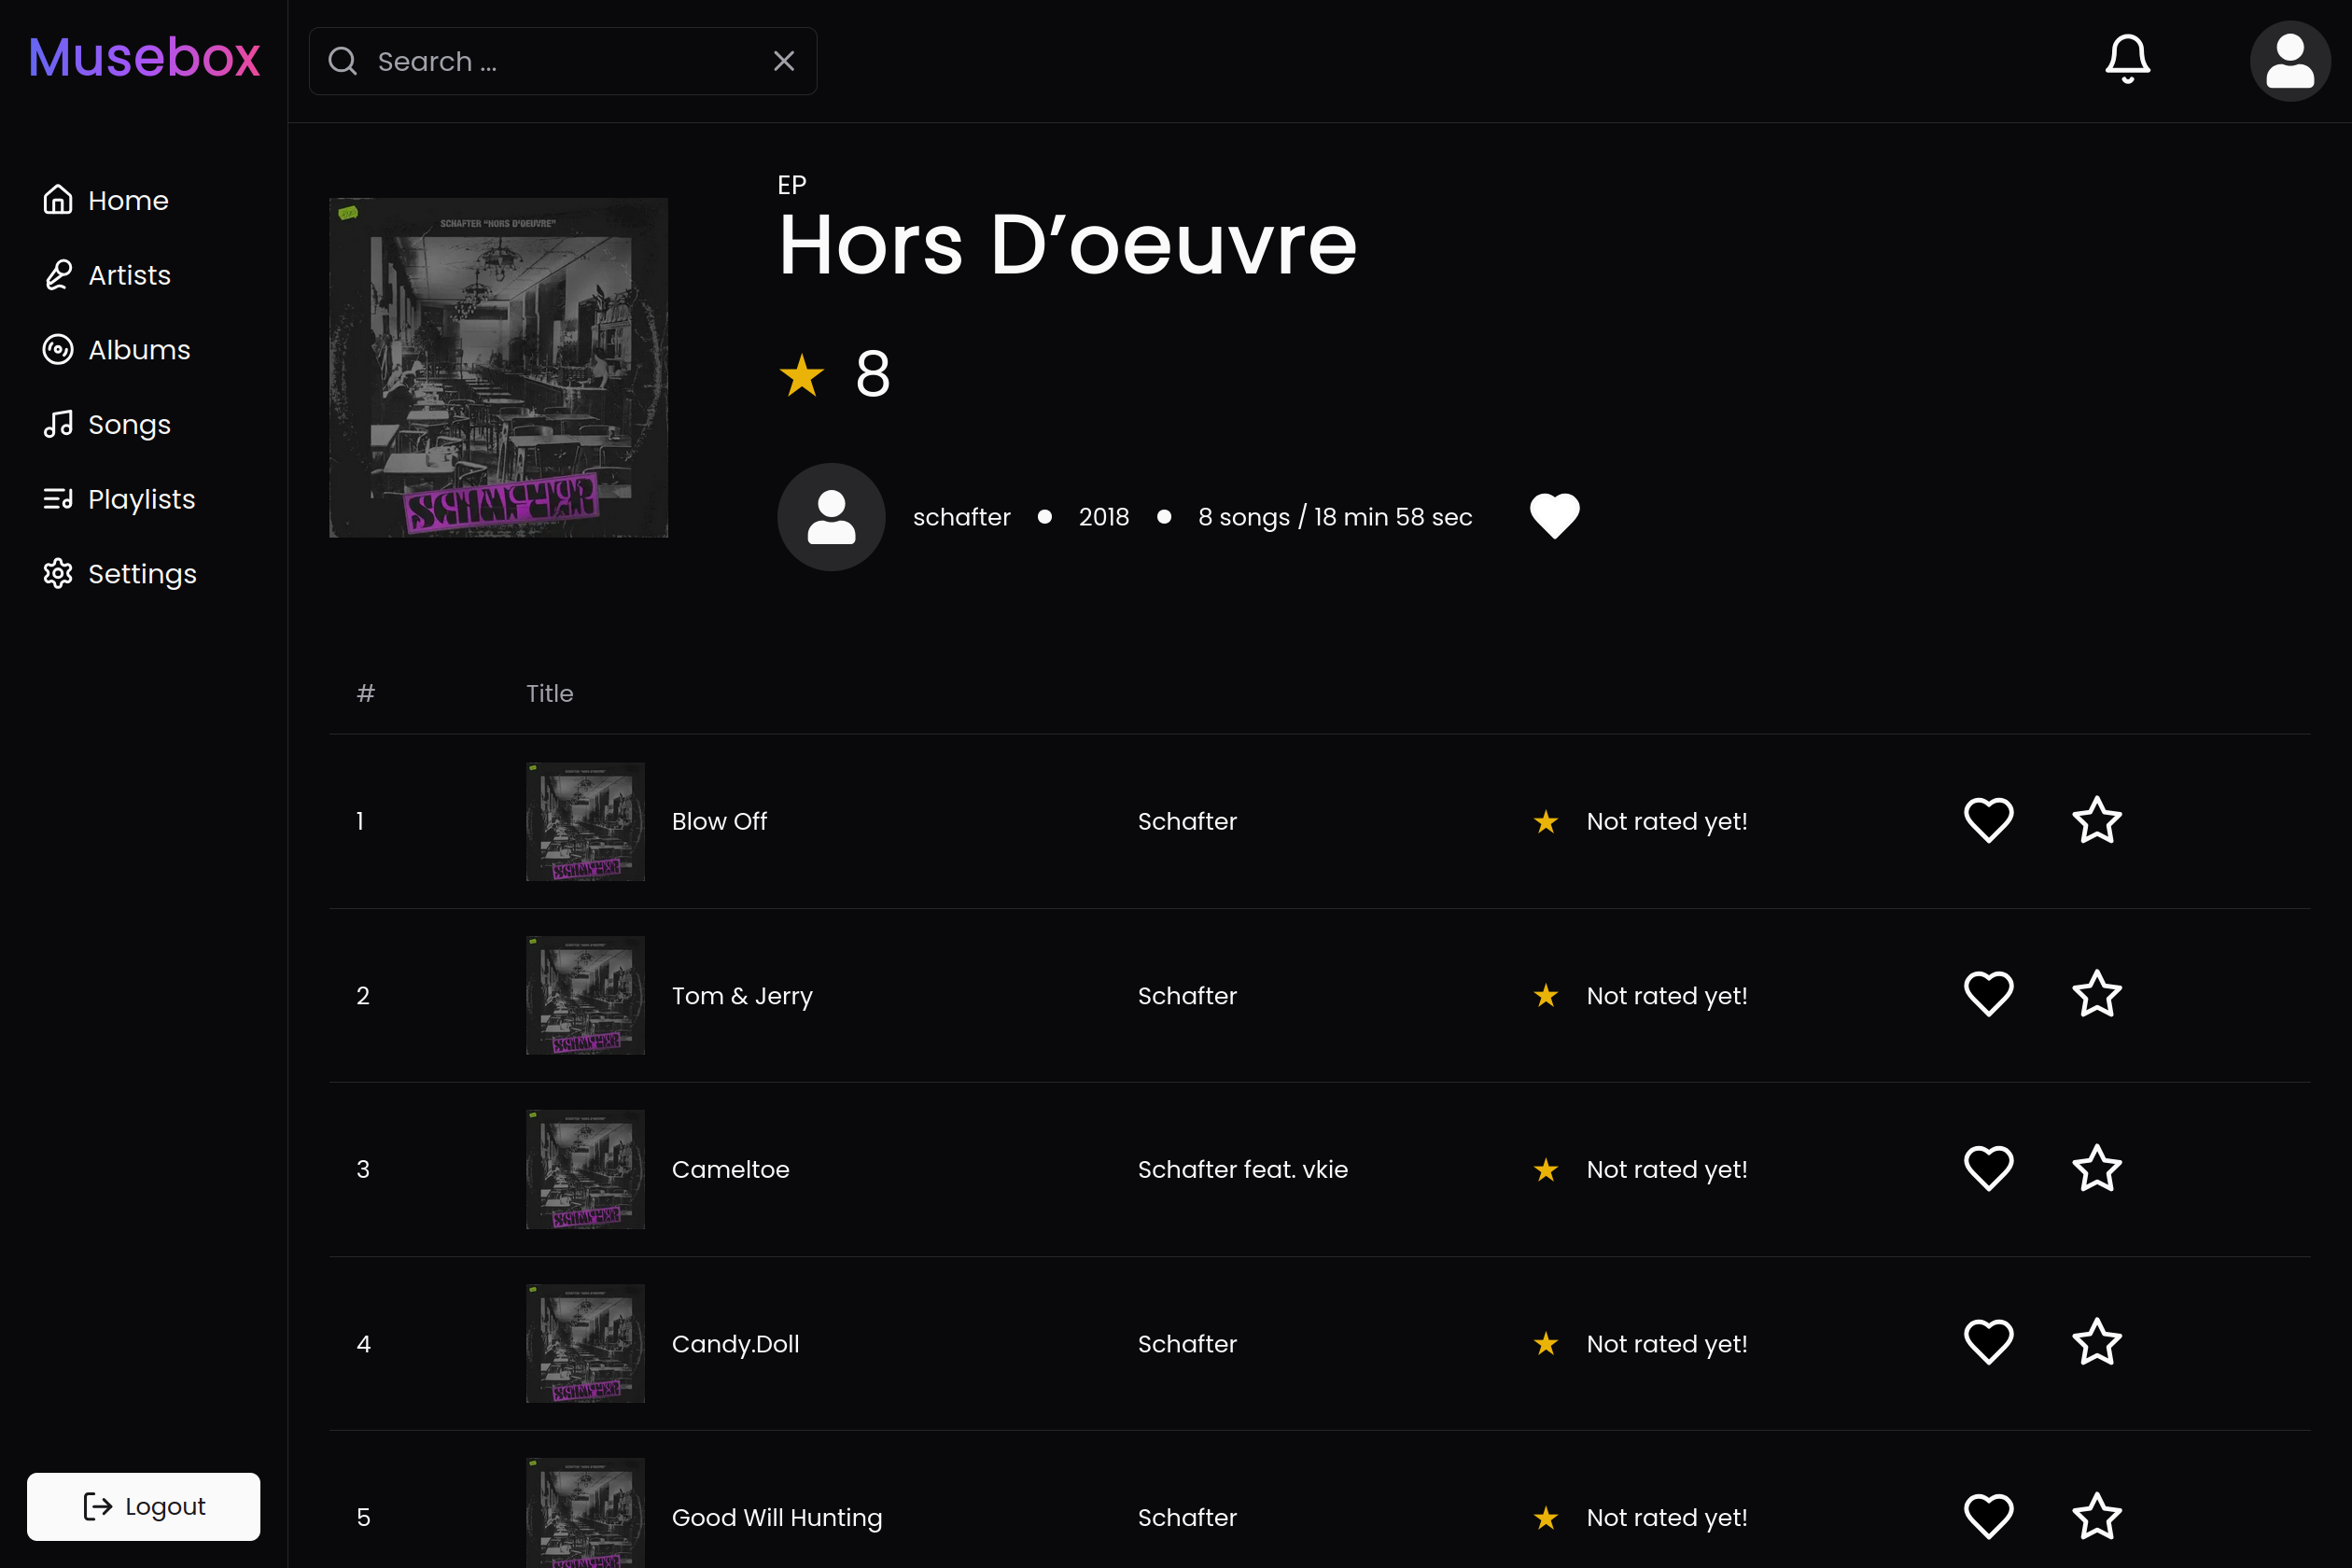 Musebox
Search ...
Home
Artists
Albums
Songs
Playlists
Settings
Logout
SCHAFTER "HORS D'OEUVRE"
SCHAFTER
EP
Hors D’oeuvre
8
schafter • 2018 • 8 songs / 18 min 58 sec
# Title
1 Blow Off Schafter Not rated yet!
2 Tom & Jerry Schafter Not rated yet!
3 Cameltoe Schafter feat. vkie Not rated yet!
4 Candy.Doll Schafter Not rated yet!
5 Good Will Hunting Schafter Not rated yet!